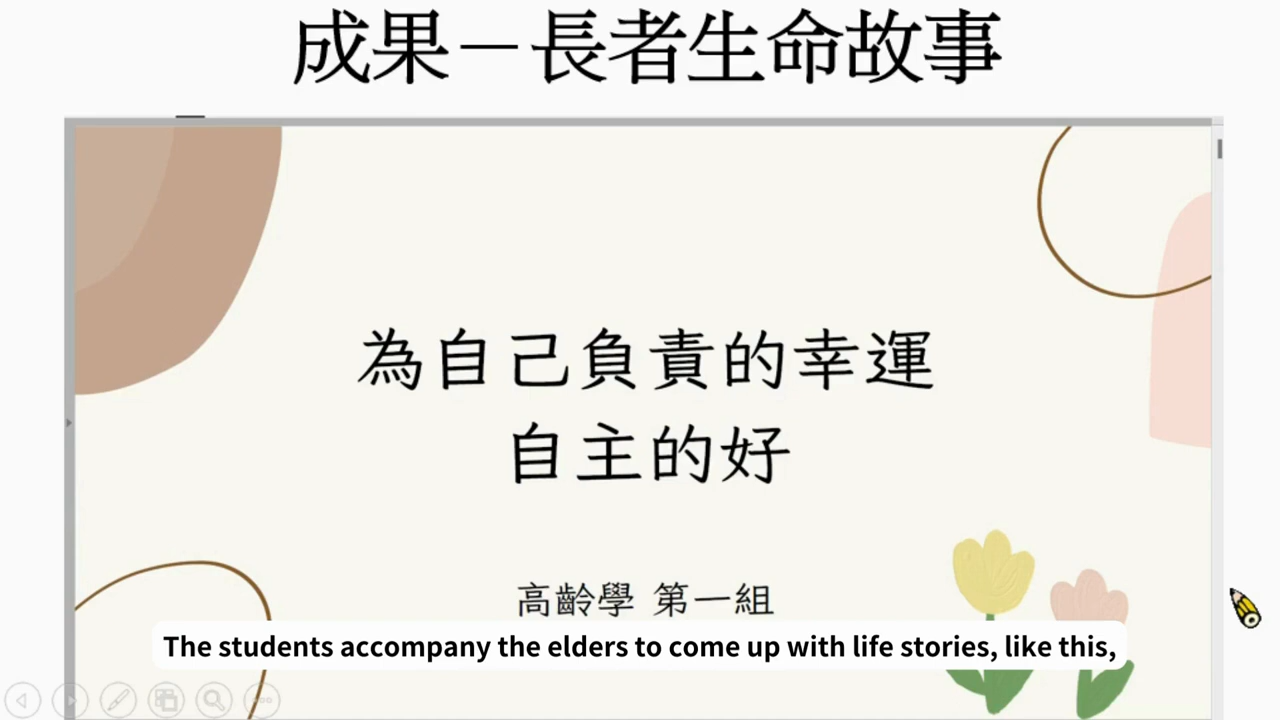 成果－長者生命故事
為自己負責的幸運
自主的好
高齡學 第一組
The students accompany the elders to come up with life stories, like this,